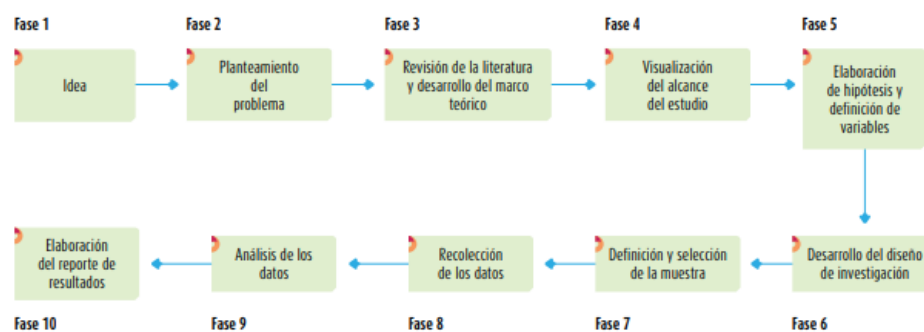 Fase 1
Fase 2
Fase 3
Fase 4
Fase 5
Idea
Planteamiento
del
problema
Revisión de la literatura
y desarrollo del marco
teórico
Visualización
del alcance
del estudio
Elaboración
de hipótesis y
definición de
variables
Elaboración
del reporte de
resultados
Análisis de los
datos
Recolección
de los datos
Definición y selección
de la muestra
Desarrollo del diseño
de investigación
Fase 10
Fase 9
Fase 8
Fase 7
Fase 6